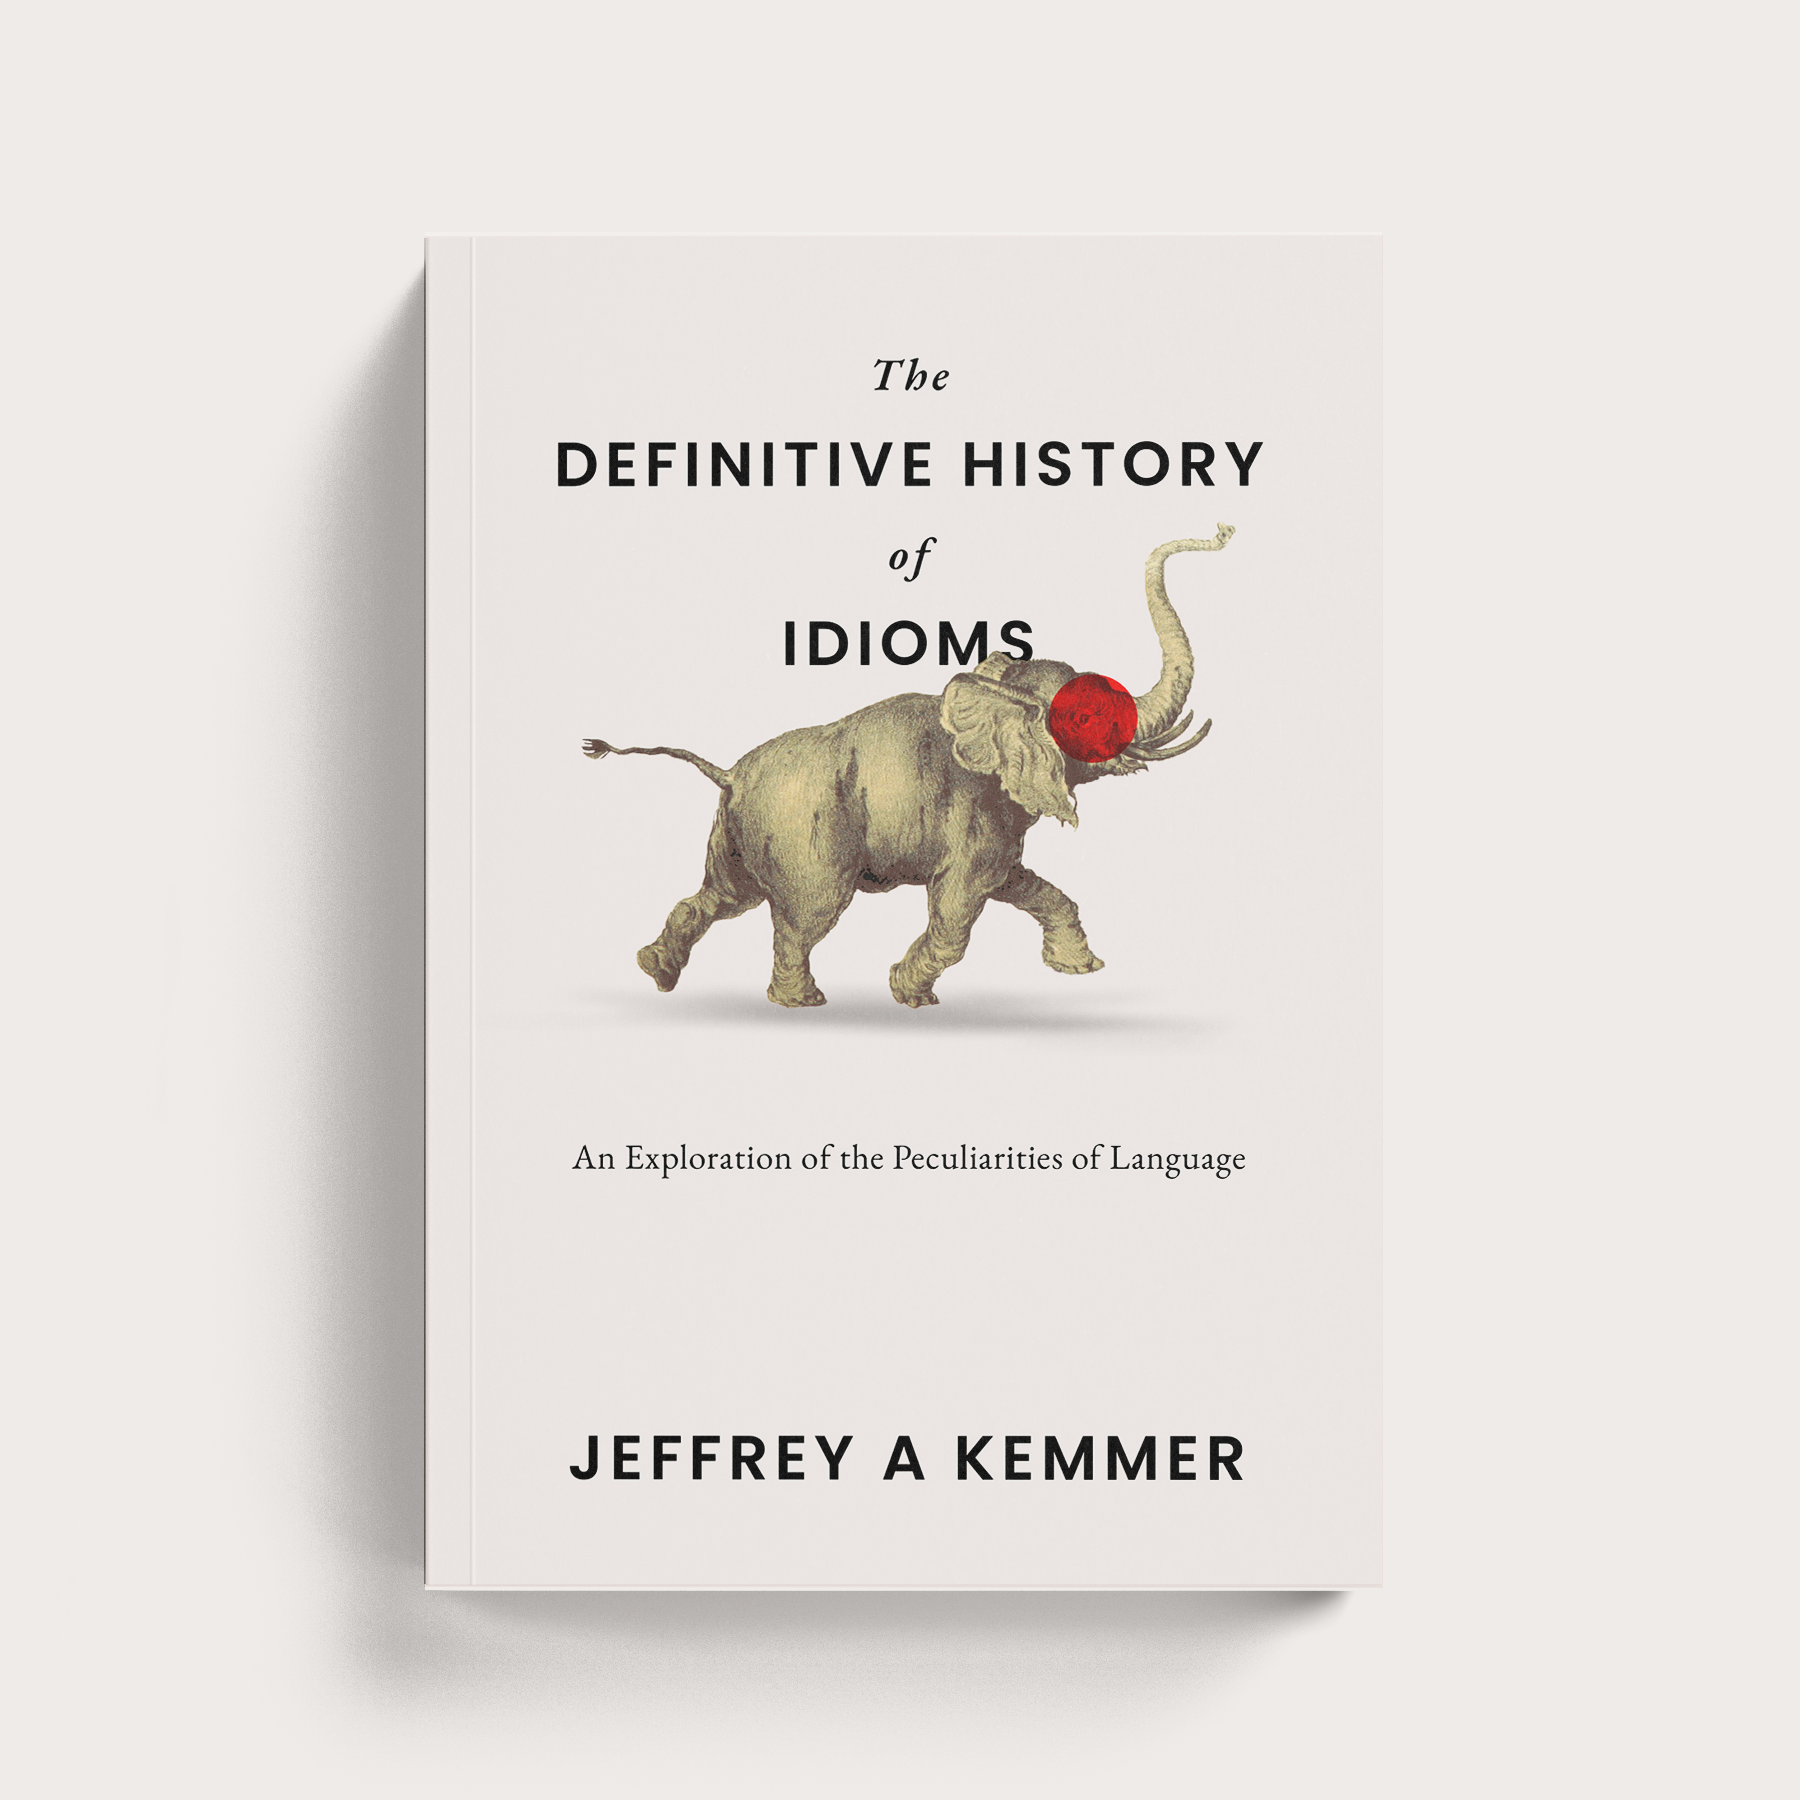 The
DEFINITIVE HISTORY
of
IDIOMS
An Exploration of the Peculiarities of Language
JEFFREY A KEMMER